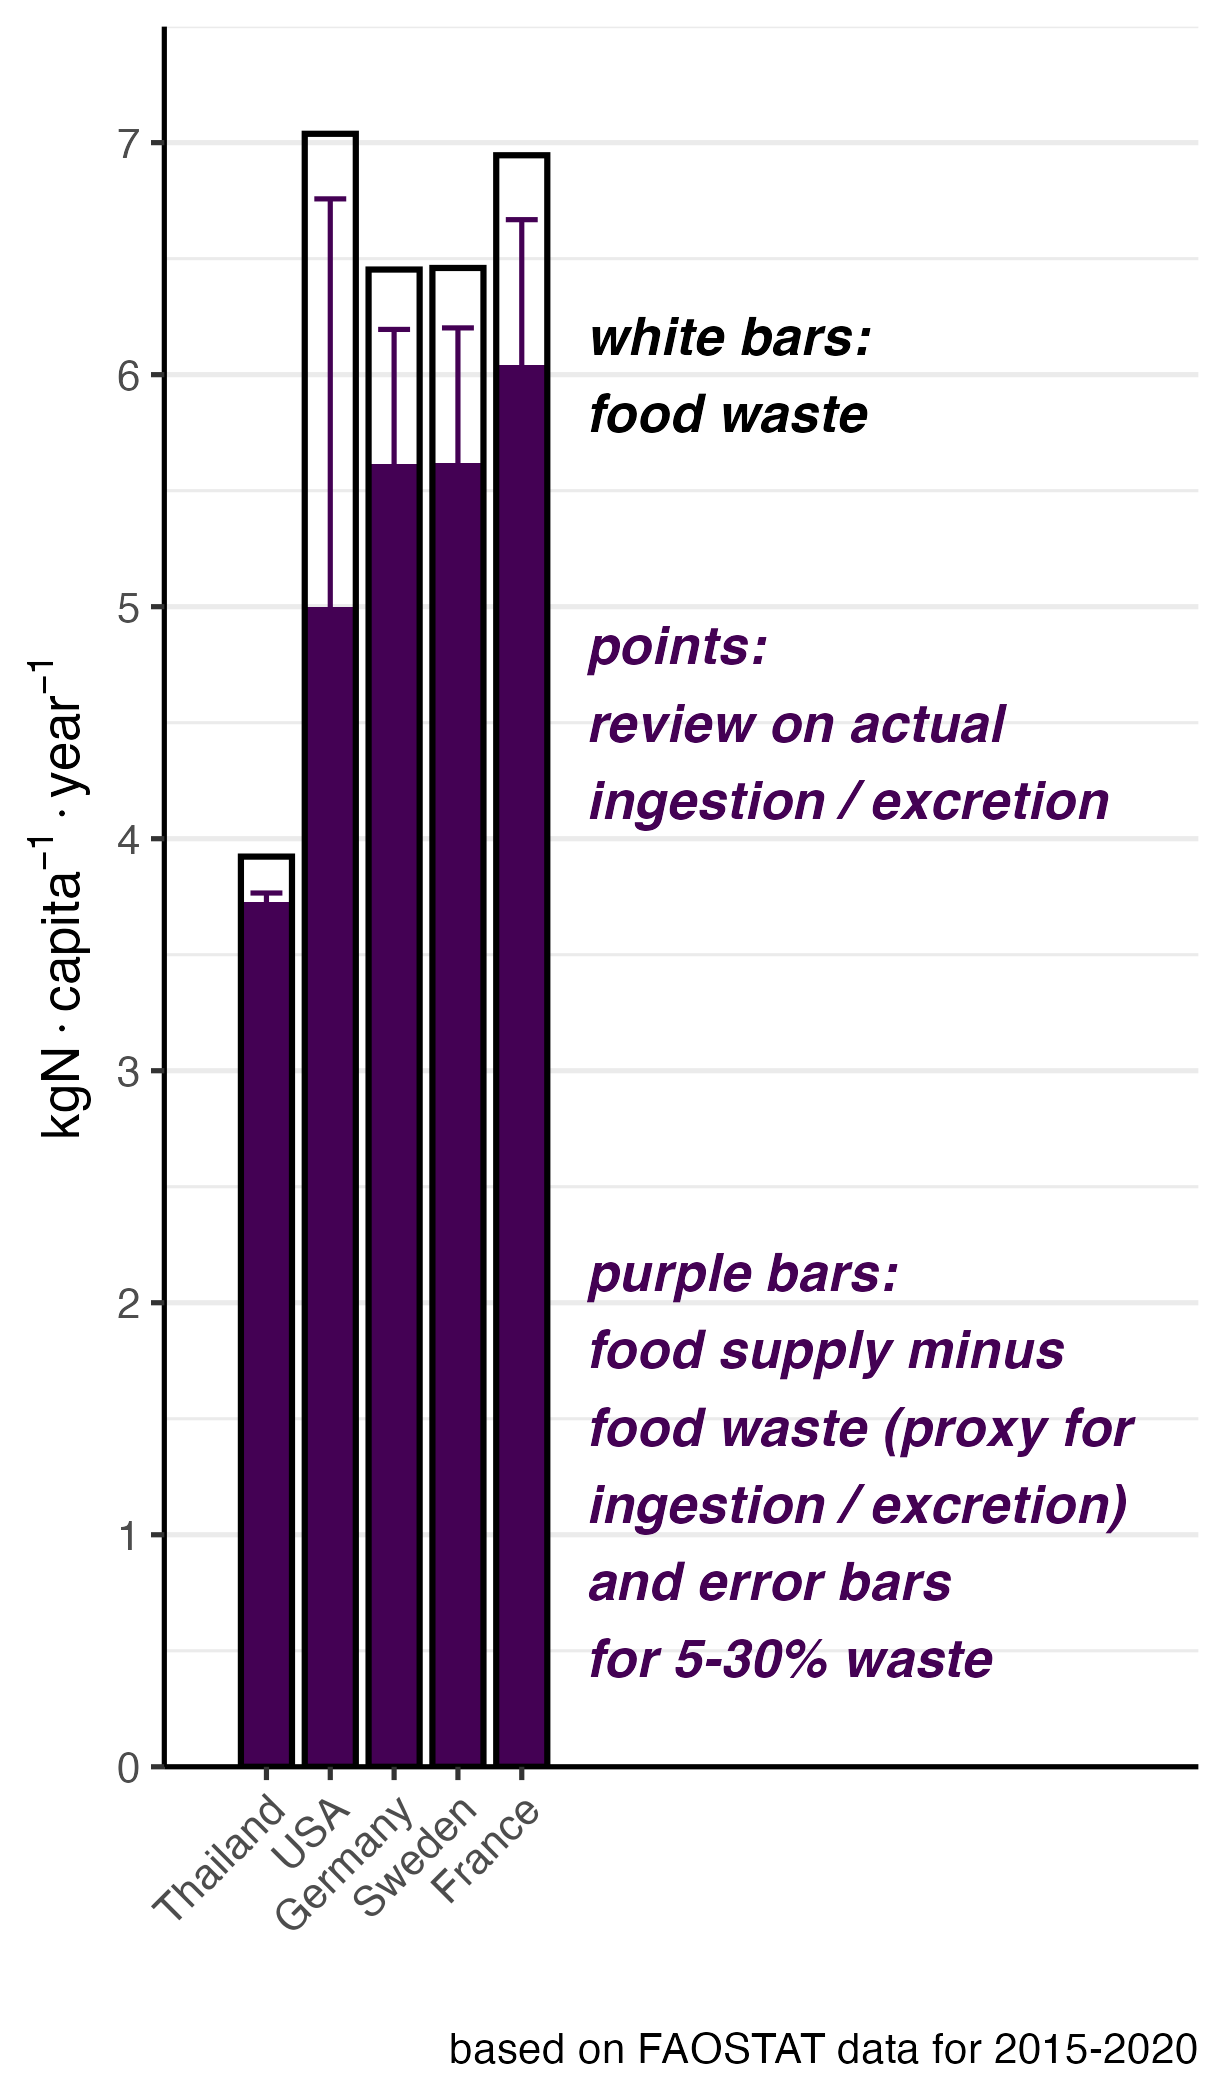 7
6
5
4
3
2
1
0
kgN · capita⁻¹ · year⁻¹
white bars:
food waste
points:
review on actual
ingestion / excretion
purple bars:
food supply minus
food waste (proxy for
ingestion / excretion)
and error bars
for 5-30% waste
Thailand
USA
Germany
Sweden
France
based on FAOSTAT data for 2015-2020